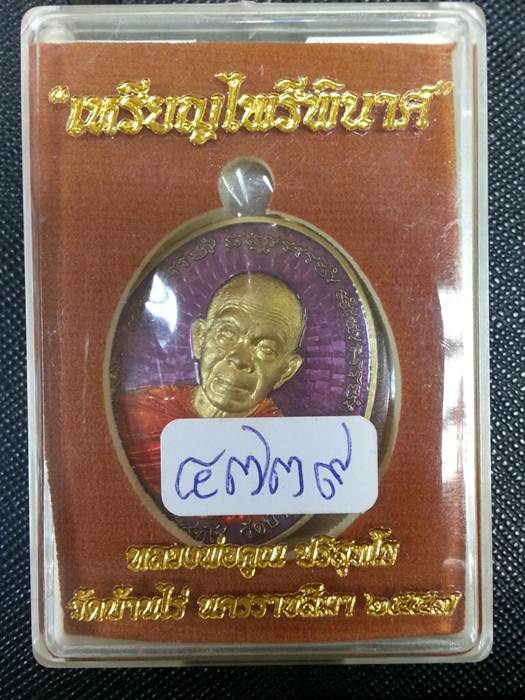 "เหรียญไพรีพินาศ"
๔๗๓๙
หลวงพ่อคูณ ปริสุทโธ
วัดบ้านไร่ นครราชสีมา ๒๕๕๗